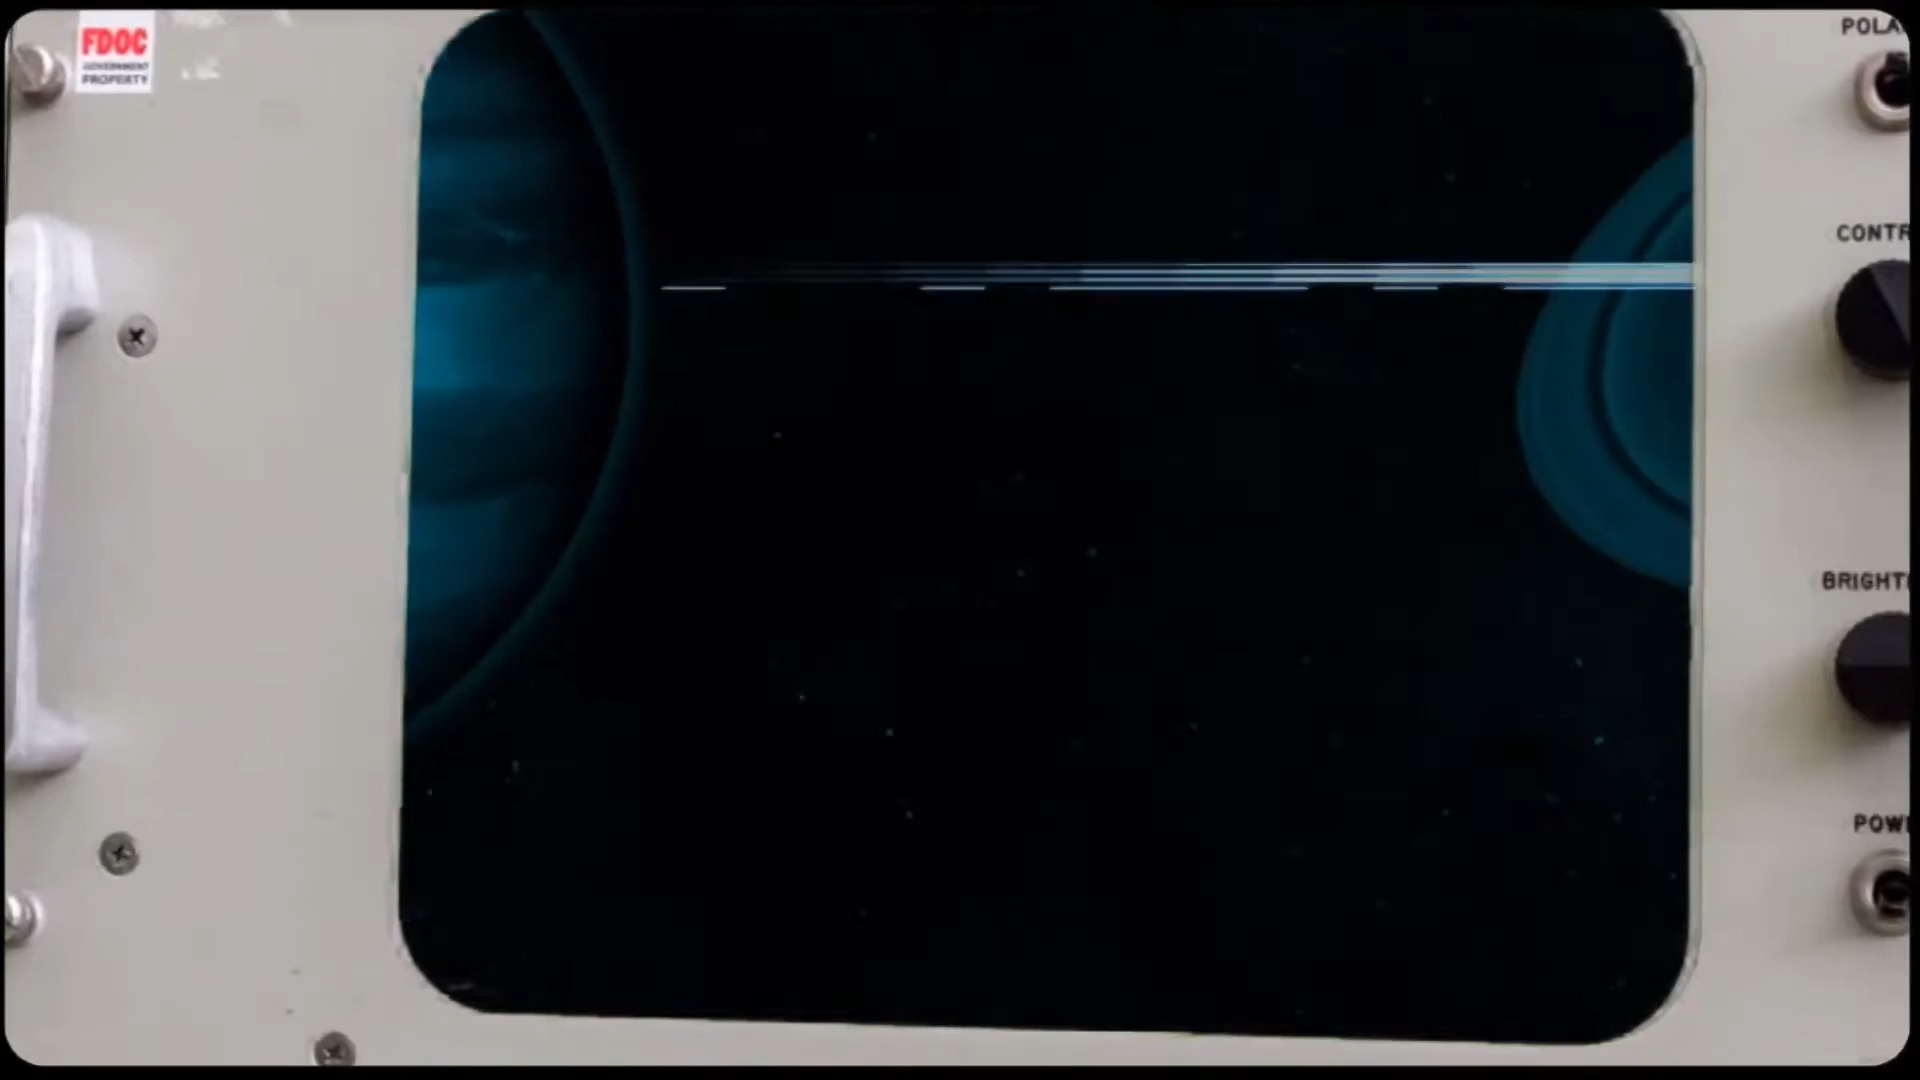 FDOC
GOVERNMENT
PROPERTY
POLA
CONTR
BRIGHT
POW